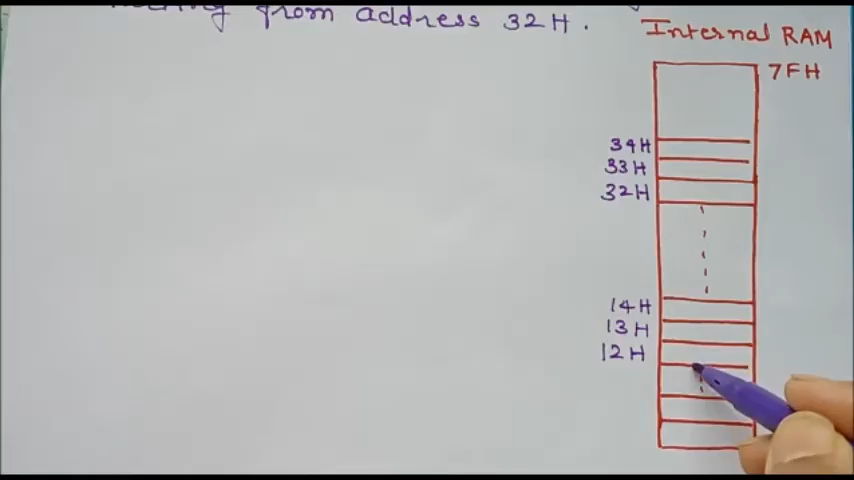 from address 32H.
Internal RAM
7FH
34H
33H
32H
14H
13H
12H